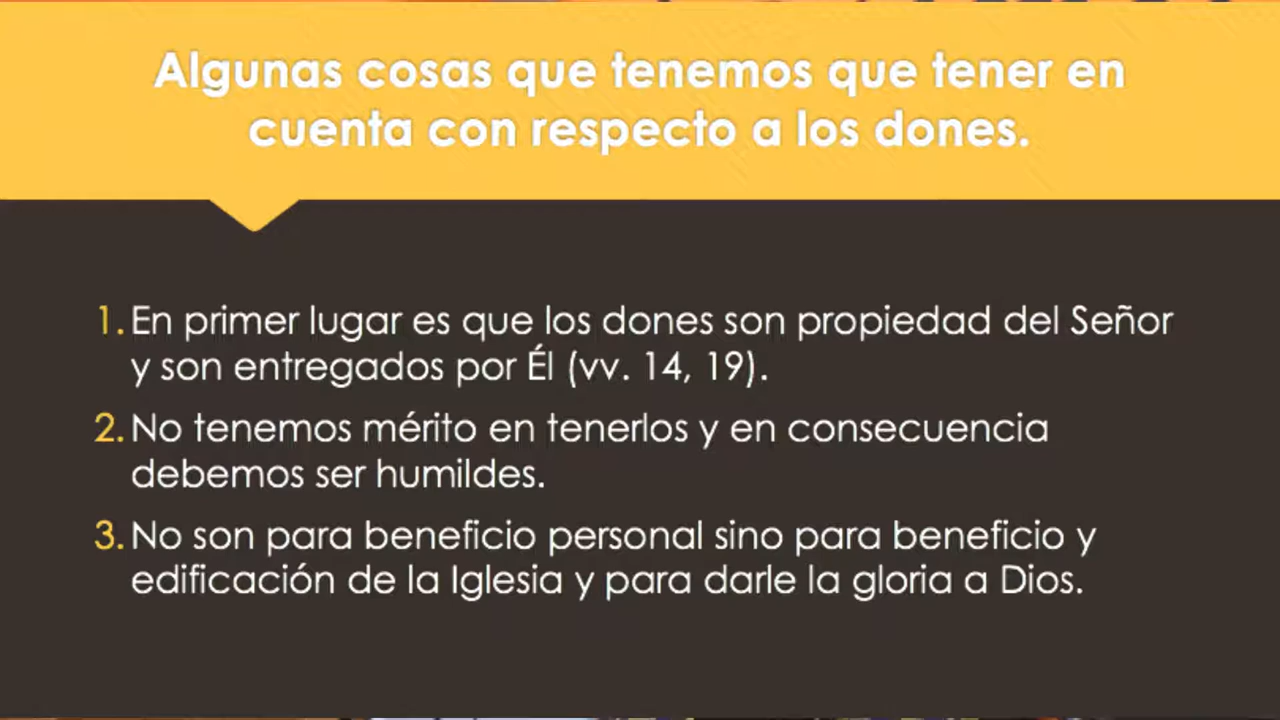 Algunas cosas que tenemos que tener en
cuenta con respecto a los dones.
1. En primer lugar es que los dones son propiedad del Señor
y son entregados por Él (vv. 14, 19).
2. No tenemos mérito en tenerlos y en consecuencia
debemos ser humildes.
3. No son para beneficio personal sino para beneficio y
edificación de la Iglesia y para darle la gloria a Dios.